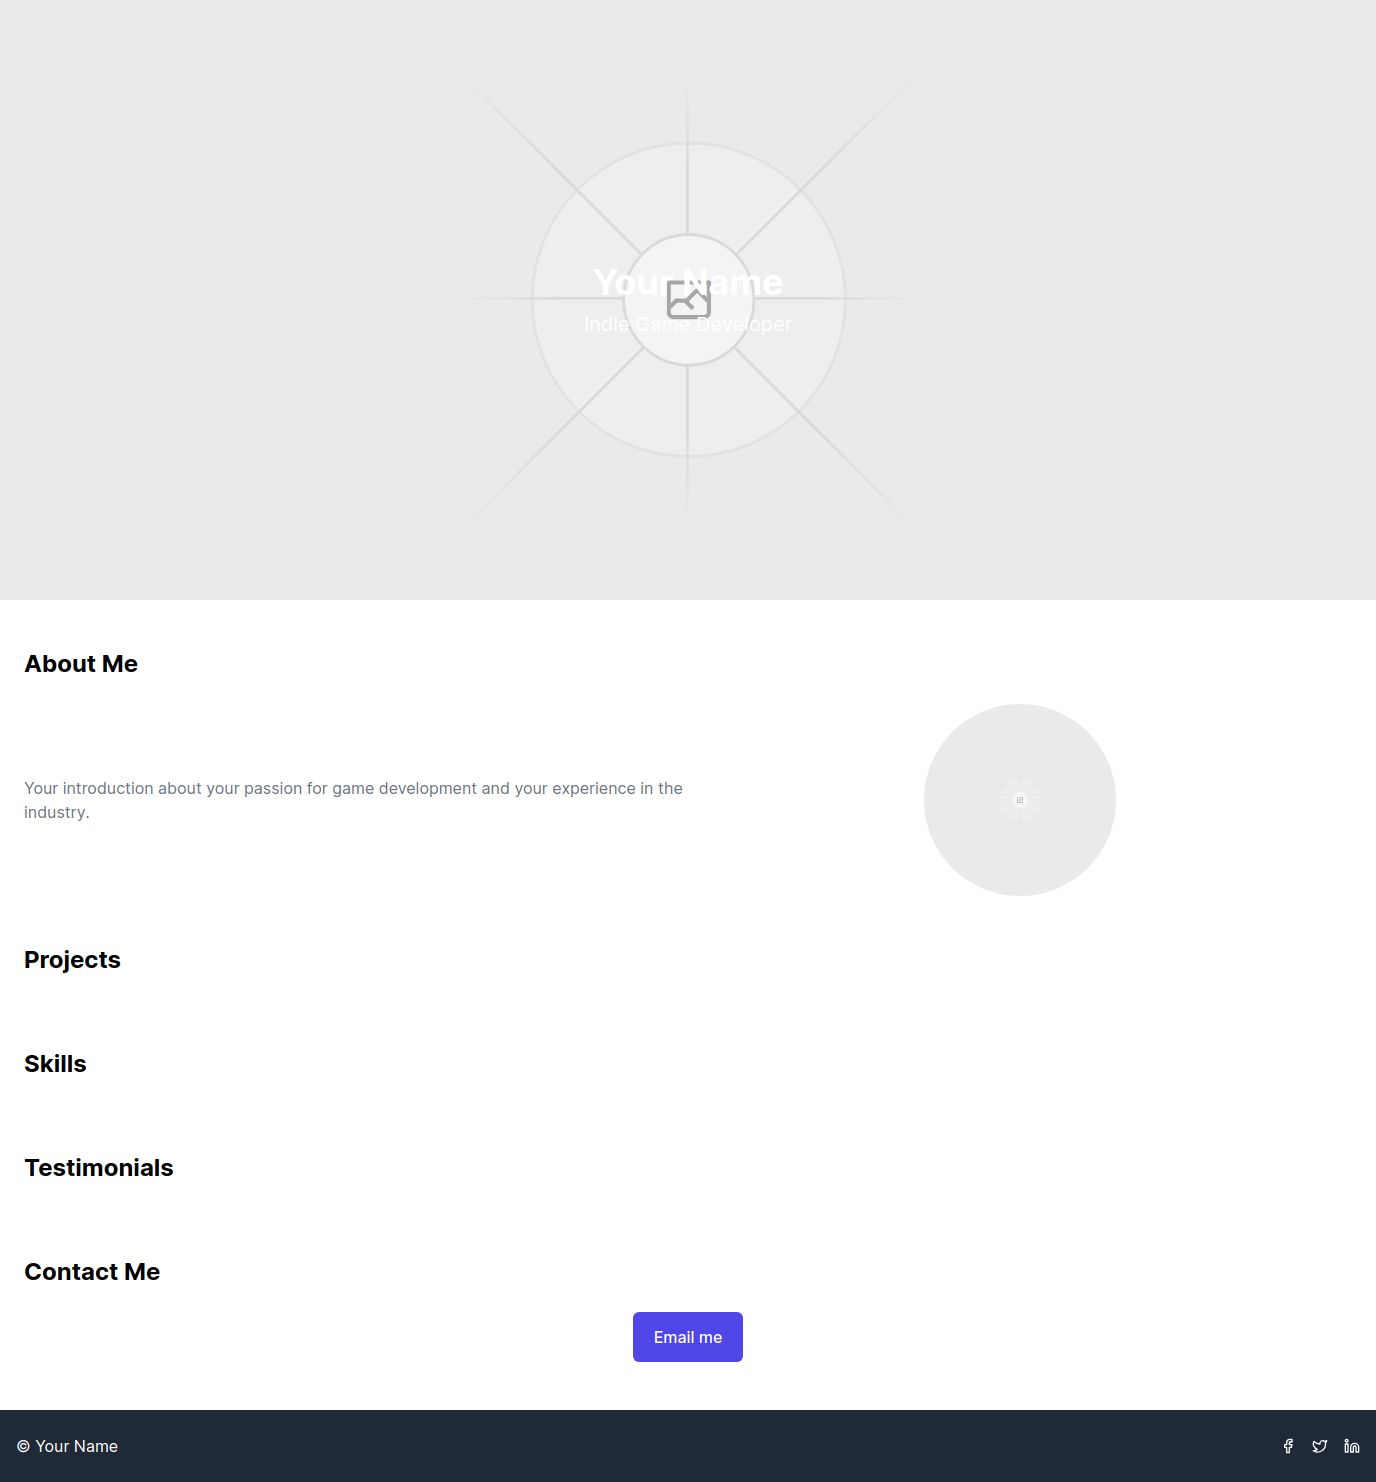 Your Name
Indie Game Developer
About Me
Your introduction about your passion for game development and your experience in the
industry.
Projects
Skills
Testimonials
Contact Me
Email me
© Your Name